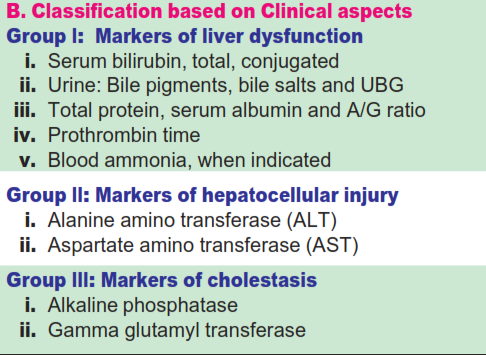 B. Classification based on Clinical aspects
Group I: Markers of liver dysfunction
i. Serum bilirubin, total, conjugated
ii. Urine: Bile pigments, bile salts and UBG
iii. Total protein, serum albumin and A/G ratio
iv. Prothrombin time
v. Blood ammonia, when indicated
Group II: Markers of hepatocellular injury
i. Alanine amino transferase (ALT)
ii. Aspartate amino transferase (AST)
Group III: Markers of cholestasis
i. Alkaline phosphatase
ii. Gamma glutamyl transferase